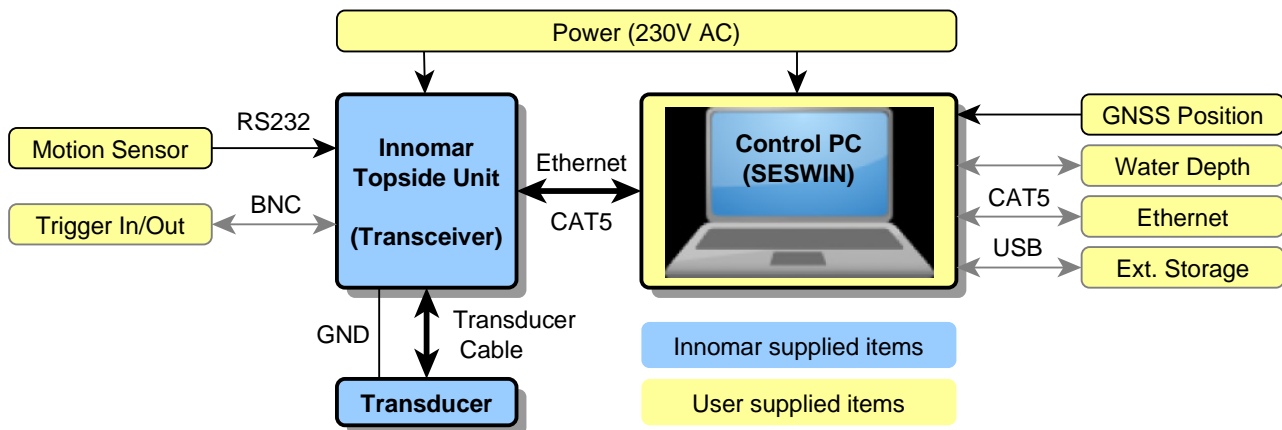 Power (230V AC)
RS232
Motion Sensor
BNC
Trigger In/Out
Innomar
Topside Unit
(Transceiver)
Ethernet
CAT5
Control PC
(SESWIN)
GNSS Position
Water Depth
CAT5
Ethernet
USB
Ext. Storage
GND
Transducer
Cable
Transducer
Innomar supplied items
User supplied items